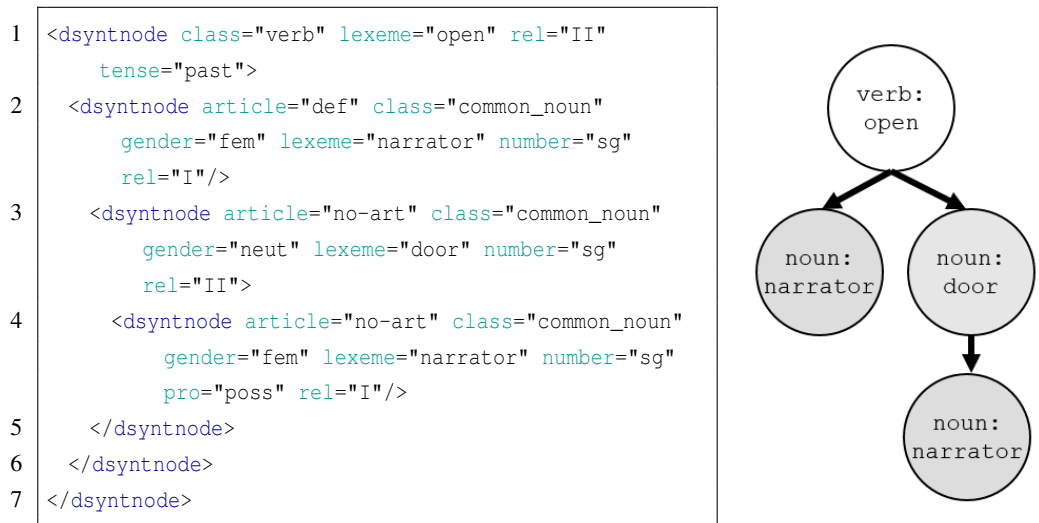 1 <dsyntnode class="verb" lexeme="open" rel="II"
tense="past">
2 <dsyntnode article="def" class="common_noun"
gender="fem" lexeme="narrator" number="sg"
rel="I"/>
3 <dsyntnode article="no-art" class="common_noun"
gender="neut" lexeme="door" number="sg"
rel="II">
4 <dsyntnode article="no-art" class="common_noun"
gender="fem" lexeme="narrator" number="sg"
pro="poss" rel="I"/>
5 </dsyntnode>
6 </dsyntnode>
7 </dsyntnode>
verb:
open
noun:
narrator
noun:
door
noun:
narrator